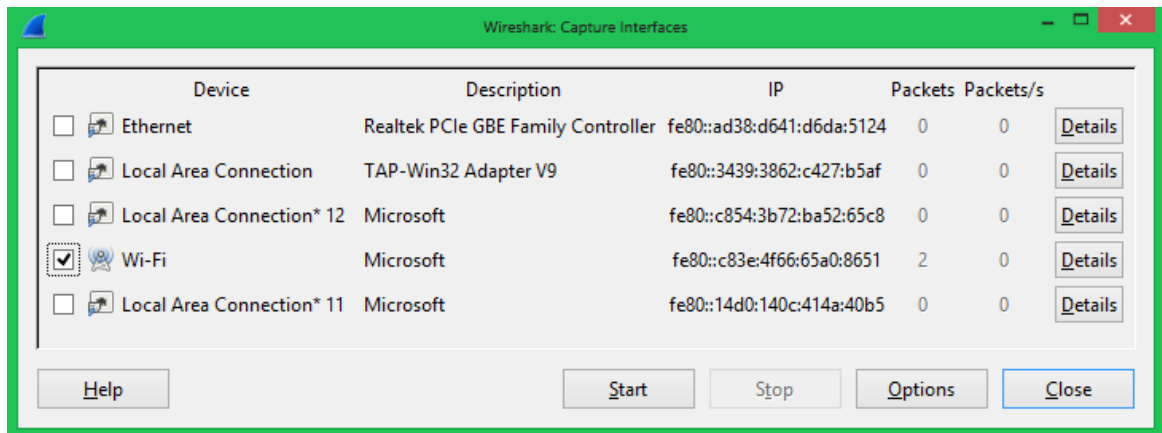 Wireshark: Capture Interfaces
Device Description IP Packets Packets/s
Ethernet Realtek PCIe GBE Family Controller fe80::ad38:d641:d6da:5124 0 0 Details
Local Area Connection TAP-Win32 Adapter V9 fe80::3439:3862:c427:b5af 0 0 Details
Local Area Connection* 12 Microsoft fe80::c854:3b72:ba52:65c8 0 0 Details
Wi-Fi Microsoft fe80::c83e:4f66:65a0:8651 2 0 Details
Local Area Connection* 11 Microsoft fe80::14d0:140c:414a:40b5 0 0 Details
Help Start Stop Options Close